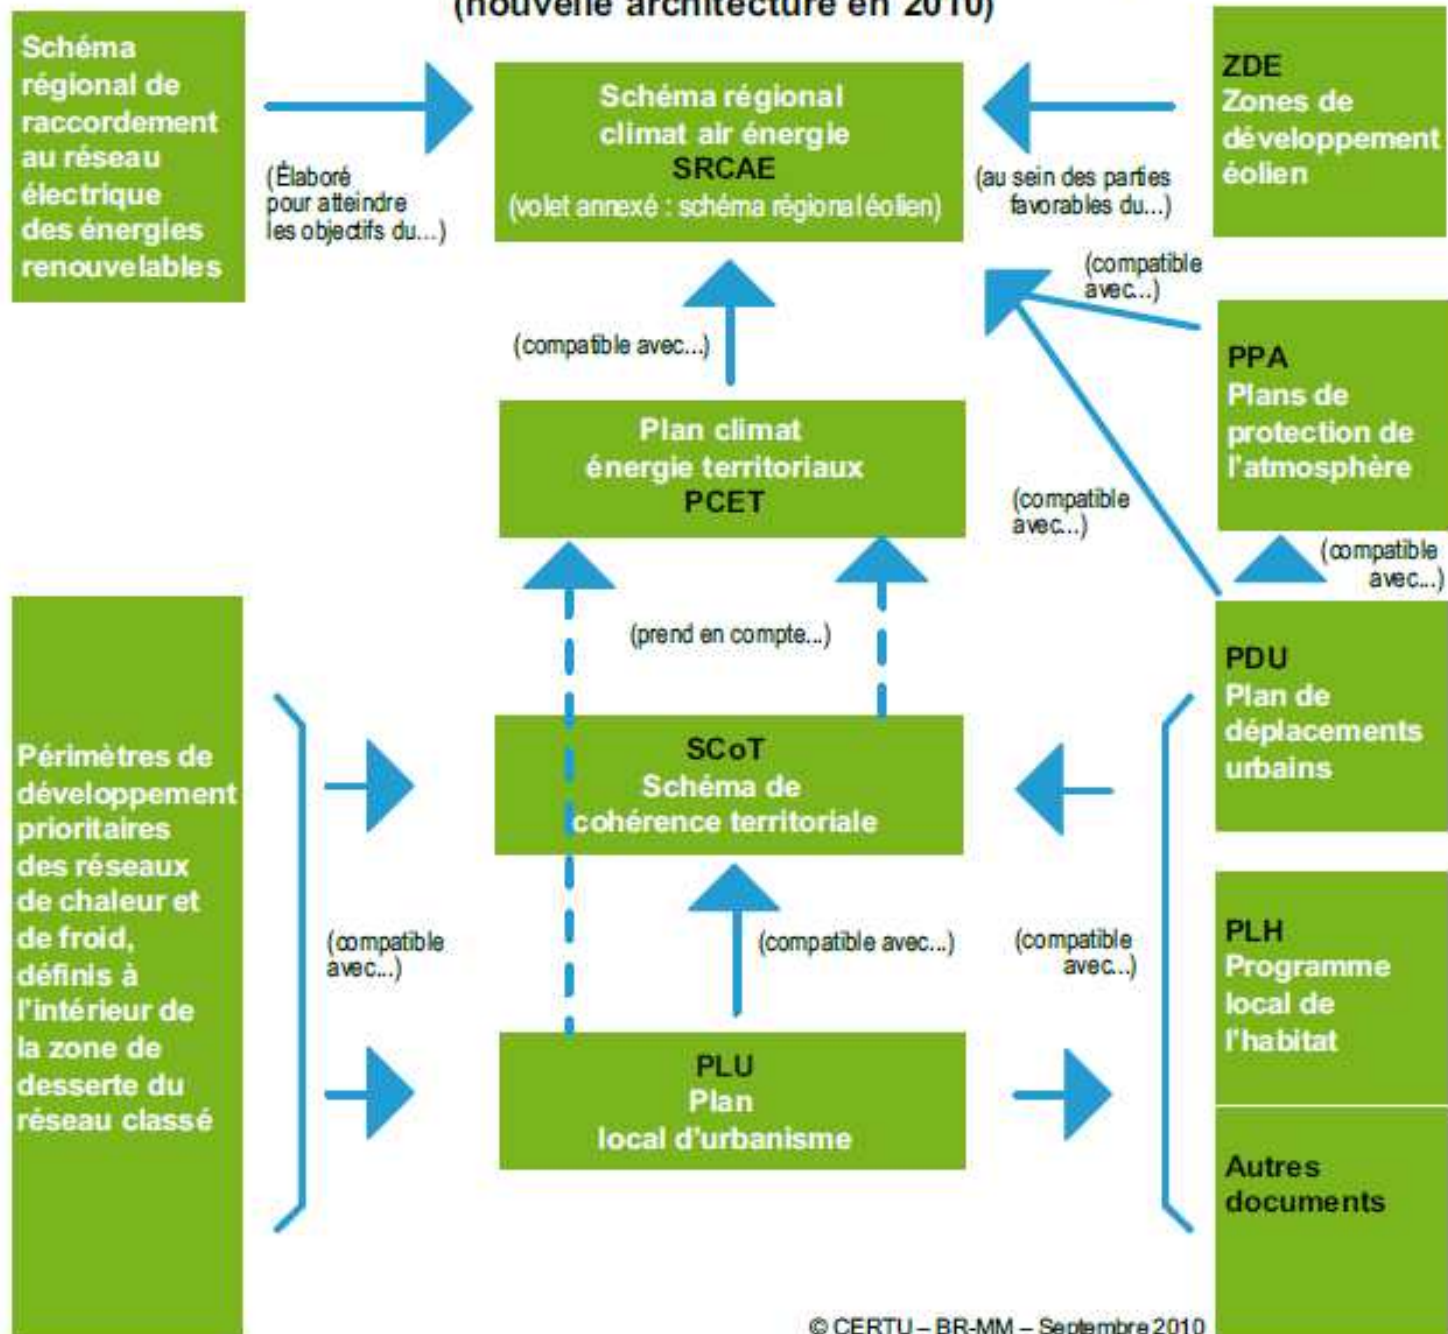 (nouvelle architecture en 2010)
Schéma
régional de
raccordement
au réseau
électrique
des énergies
renouvelables
(Élaboré
pour atteindre
les objectifs du...)
Schéma régional
climat air énergie
SRCAE
(volet annexé : schéma régional éolien)
(au sein des parties
favorables du...)
ZDE
Zones de
développement
éolien
(compatible
avec...)
(compatible avec...)
PPA
Plans de
protection de
l'atmosphère
Plan climat
énergie territoriaux
PCET
(compatible
avec...)
(compatible
avec...)
(prend en compte...)
PDU
Plan de
déplacements
urbains
Périmètres de
développement
prioritaires
des réseaux
de chaleur et
de froid,
définis à
l'intérieur de
la zone de
desserte du
réseau classé
SCoT
Schéma de
cohérence territoriale
(compatible
avec...)
(compatible avec...)
(compatible
avec...)
PLH
Programme
local de
l'habitat
PLU
Plan
local d'urbanisme
Autres
documents
© CERTU – BR-MM – Septembre 2010